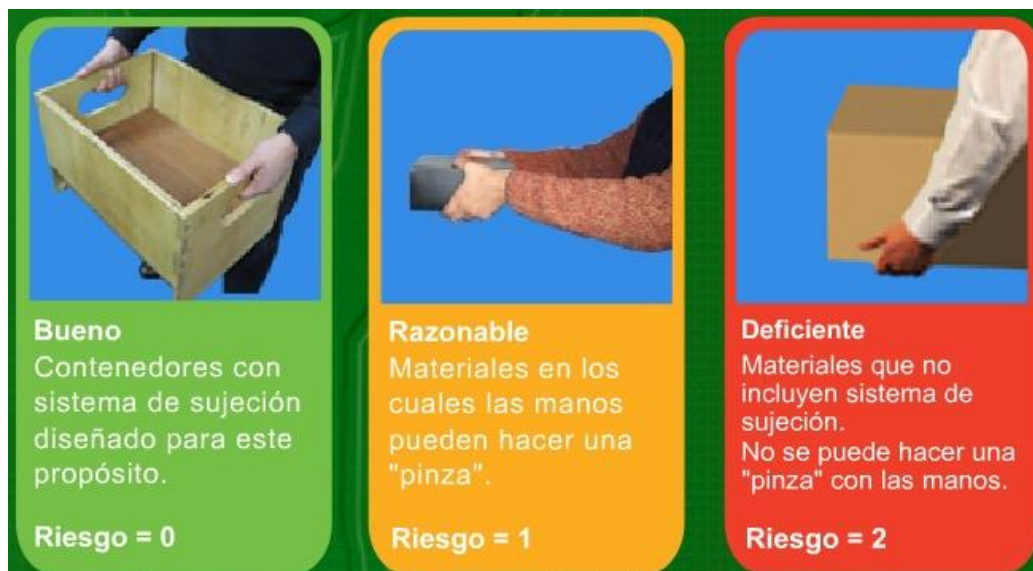 Bueno
Contenedores con
sistema de sujeción
diseñado para este
propósito.
Riesgo = 0
Razonable
Materiales en los
cuales las manos
pueden hacer una
"pinza".
Riesgo = 1
Deficiente
Materiales que no
incluyen sistema de
sujeción.
No se puede hacer una
"pinza" con las manos.
Riesgo = 2